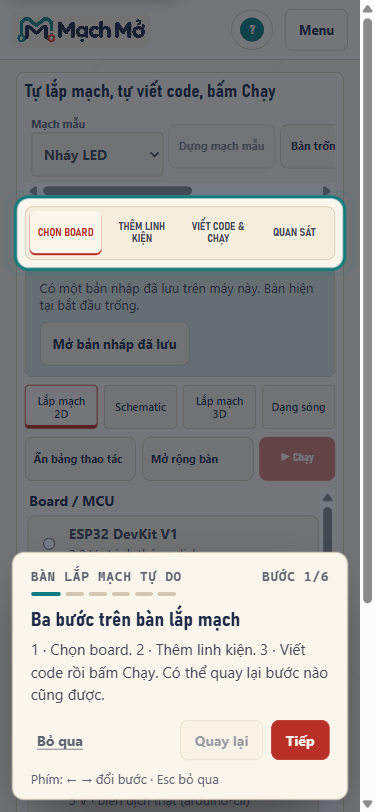 Mạch Mở
?
Menu
Tự lắp mạch, tự viết code, bấm Chạy
Mạch mẫu
Nháy LED
Dựng mạch mẫu
Bàn trốn
CHỌN BOARD
THÊM LINH
KIỆN
VIẾT CODE &
CHẠY
QUAN SÁT
Có một bản nháp đã lưu trên máy này. Bàn hiện
tại bắt đầu trống.
Mở bản nháp đã lưu
Lắp mạch
2D
Schematic
Lắp mạch
3D
Dạng sóng
Ẩn bảng thao tác
Mở rộng bàn
▶ Chạy
Board / MCU
ESP32 DevKit V1
BÀN LẮP MẠCH TỰ DO
BƯỚC 1/6
Ba bước trên bàn lắp mạch
1 · Chọn board. 2 · Thêm linh kiện. 3 · Viết
code rồi bấm Chạy. Có thể quay lại bước nào
cũng được.
Bỏ qua
Quay lại
Tiếp
Phím: ← → đổi bước · Esc bỏ qua